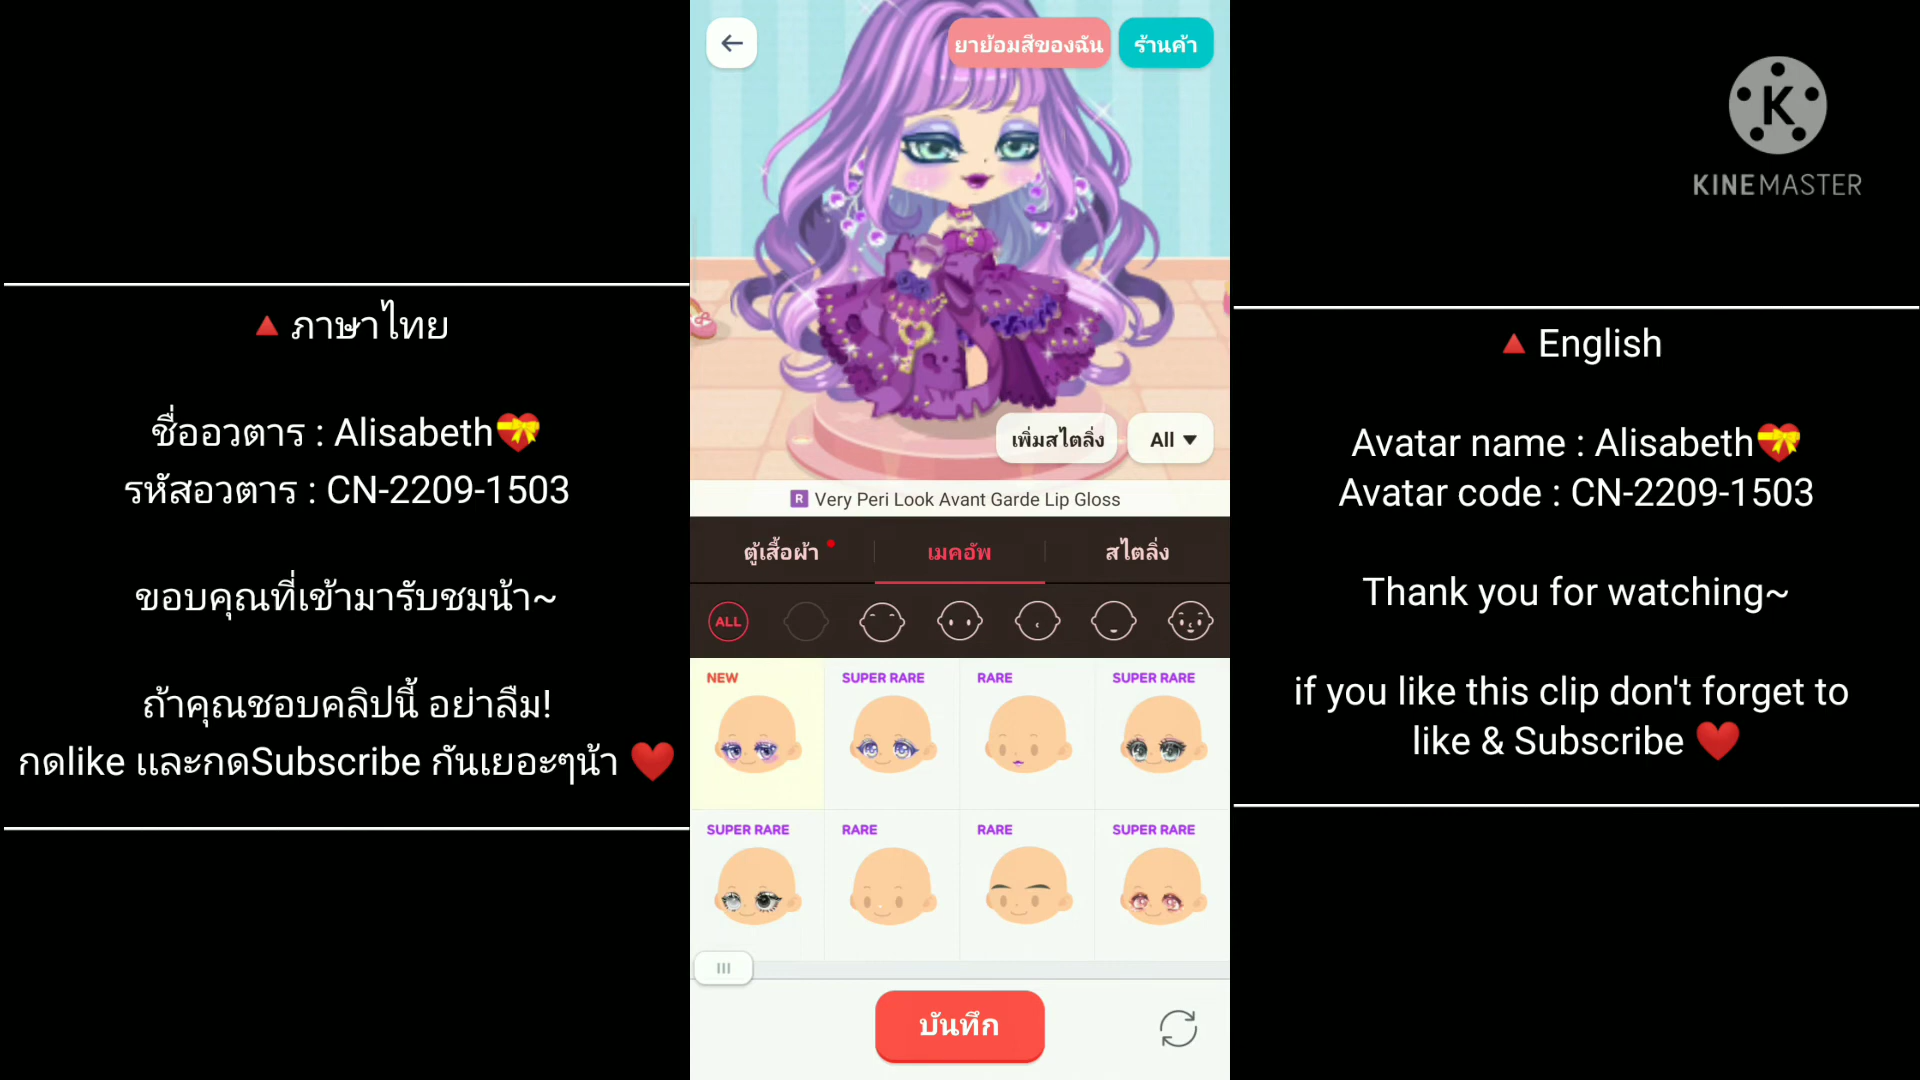 🔺ภาษาไทย
ชื่ออวตาร : Alisabeth💝
รหัสอวตาร : CN-2209-1503
ขอบคุณที่เข้ามารับชมน้า~
ถ้าคุณชอบคลิปนี้ อย่าลืม!
กดlike และกดSubscribe กันเยอะๆน้า ❤️
ยาย้อมสีของฉัน
ร้านค้า
เพิ่มสไตลิ่ง
All ▼
R Very Peri Look Avant Garde Lip Gloss
ตู้เสื้อผ้า
เมคอัพ
สไตลิ่ง
ALL
NEW
SUPER RARE
RARE
SUPER RARE
SUPER RARE
RARE
RARE
SUPER RARE
บันทึก
K
KINEMASTER
🔺English
Avatar name : Alisabeth💝
Avatar code : CN-2209-1503
Thank you for watching~
if you like this clip don't forget to
like & Subscribe ❤️